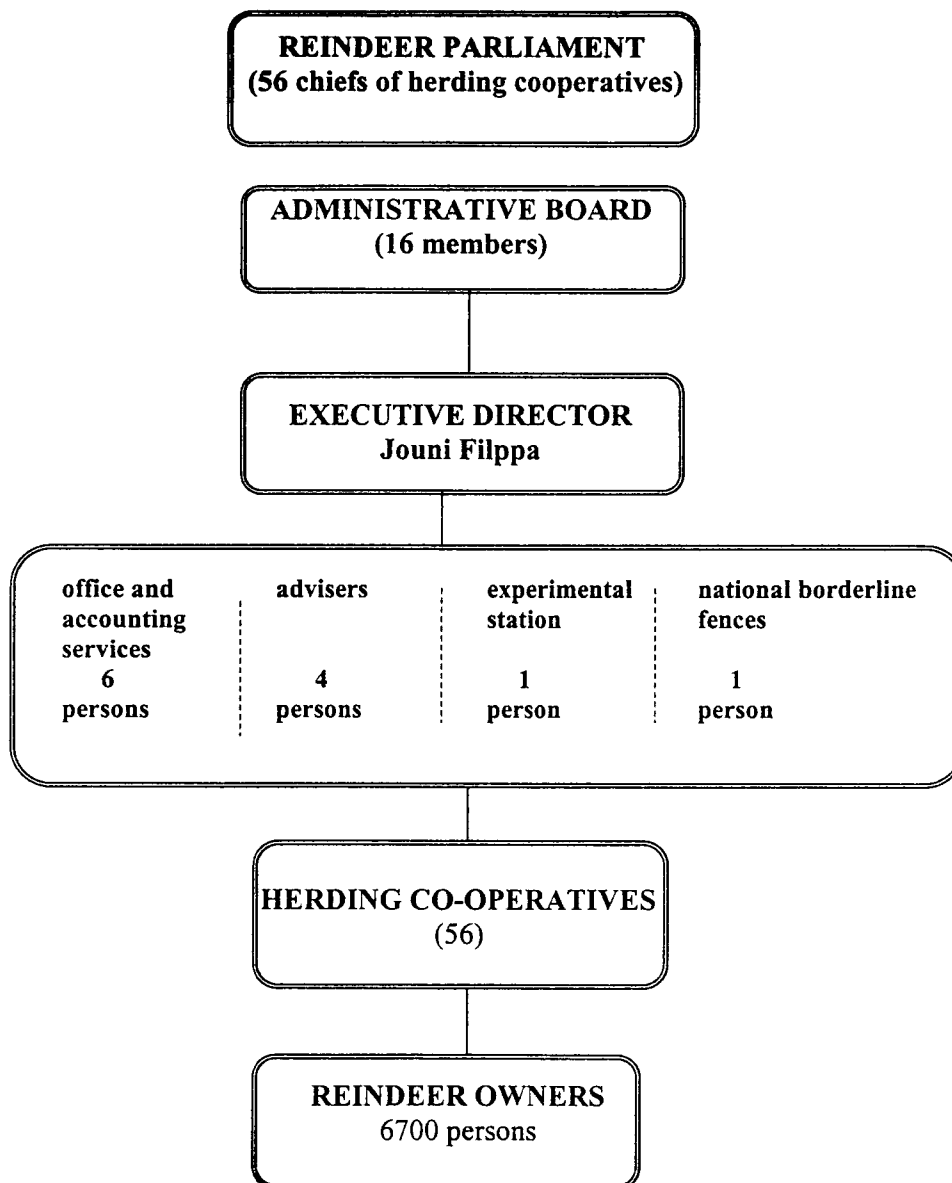 REINDEER PARLIAMENT
(56 chiefs of herding cooperatives)
ADMINISTRATIVE BOARD
(16 members)
EXECUTIVE DIRECTOR
Jouni Filppa
office and
accounting
services
6
persons
advisers
4
persons
experimental
station
1
person
national borderline
fences
1
person
HERDING CO-OPERATIVES
(56)
REINDEER OWNERS
6700 persons